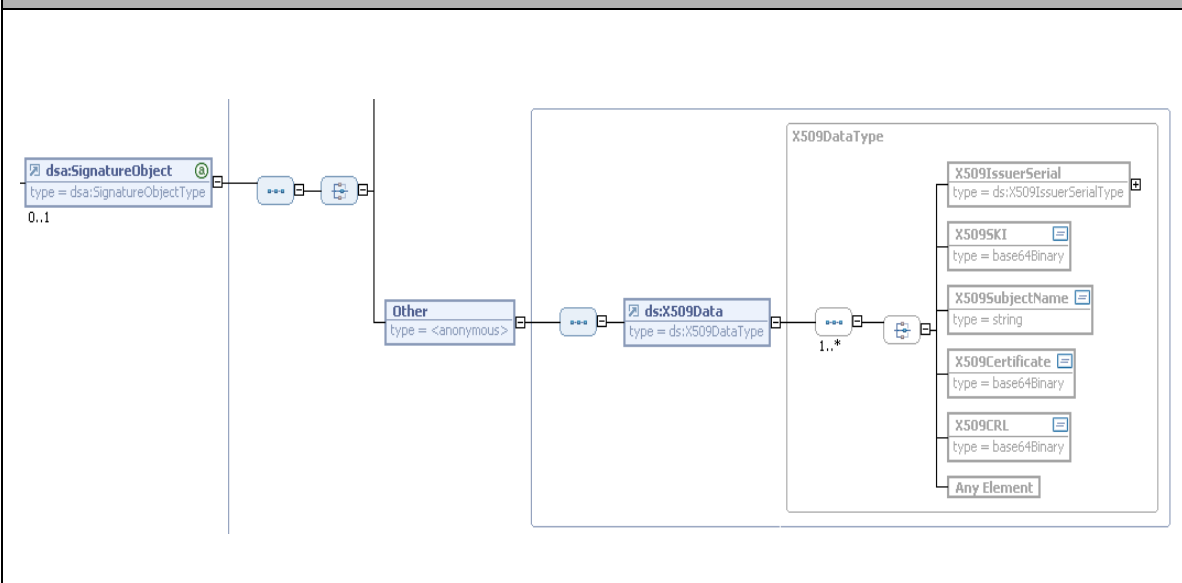 dsa:SignatureObject
type = dsa:SignatureObjectType
0..1
Other
type = <anonymous>
ds:X509Data
type = ds:X509DataType
1..*
X509DataType
X509IssuerSerial
type = ds:X509IssuerSerialType
X509SKI
type = base64Binary
X509SubjectName
type = string
X509Certificate
type = base64Binary
X509CRL
type = base64Binary
Any Element